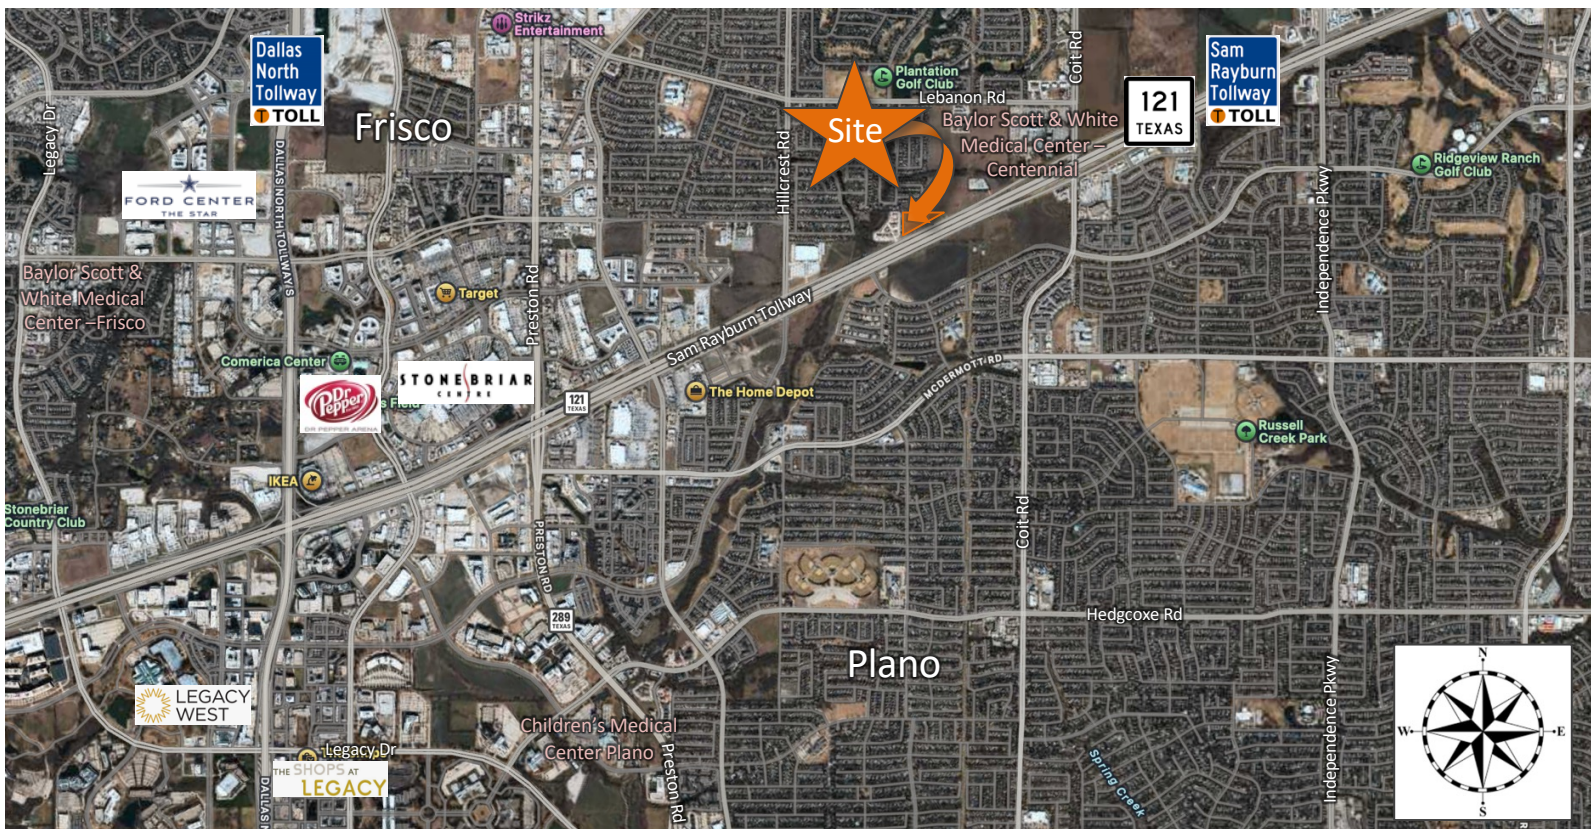 Strikz
Entertainment
Dallas
North
Tollway
TOLL
Frisco
Legacy Dr
DALLAS NORTH TOLLWAY S
FORD CENTER
THE STAR
Baylor Scott &
White Medical
Center –Frisco
Target
Preston Rd
Comerica Center
Dr
Pepper
DR PEPPER ARENA
s Field
STONEBRIAR
CENTRE
IKEA
Stonebriar
Country Club
121
TEXAS
Sam Rayburn Tollway
The Home Depot
Hillcrest Rd
Site
Plantation
Golf Club
Lebanon Rd
Coit Rd
Baylor Scott & White
Medical Center –
Centennial
121
TEXAS
Sam
Rayburn
Tollway
TOLL
Ridgeview Ranch
Golf Club
Independence Pkwy
MCDERMOTT RD
Russell
Creek Park
Coit Rd
PRESTON RD
289
TEXAS
Hedgcoxe Rd
Plano
LEGACY
WEST
Legacy Dr
THE SHOPS AT
LEGACY
DALLAS N
Children's Medical
Center Plano
Preston Rd
Spring Creek
Independence Pkwy
N
W
E
S
R